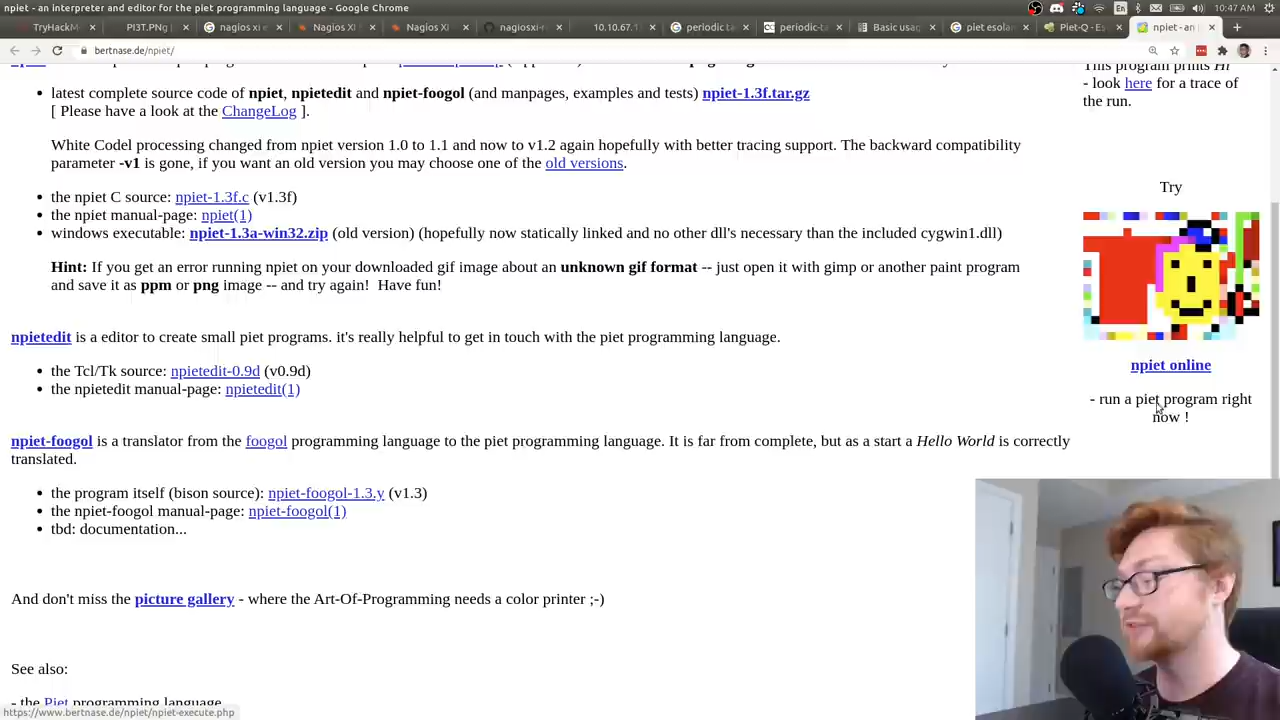 npiet - an interpreter and editor for the piet programming language - Google Chrome
En
10:47 AM
TryHackM
PI3T.PNg
nagios xi e
Nagios XI
Nagios XI
nagiosxi-r
10.10.67.1
periodic ta
periodic-ta
Basic usag
piet esolan
Piet-Q - Es
npiet - an i
bertnase.de/npiet/
This program prints Hi
- look here for a trace of
the run.
latest complete source code of npiet, npietedit and npiet-foogol (and manpages, examples and tests) npiet-1.3f.tar.gz
[ Please have a look at the ChangeLog ].
White Codel processing changed from npiet version 1.0 to 1.1 and now to v1.2 again hopefully with better tracing support. The backward compatibility
parameter -v1 is gone, if you want an old version you may choose one of the old versions.
the npiet C source: npiet-1.3f.c (v1.3f)
the npiet manual-page: npiet(1)
windows executable: npiet-1.3a-win32.zip (old version) (hopefully now statically linked and no other dll's necessary than the included cygwin1.dll)
Hint: If you get an error running npiet on your downloaded gif image about an unknown gif format -- just open it with gimp or another paint program
and save it as ppm or png image -- and try again!  Have fun!
Try
npiet online
- run a piet program right
now !
npietedit is a editor to create small piet programs. it's really helpful to get in touch with the piet programming language.
the Tcl/Tk source: npietedit-0.9d (v0.9d)
the npietedit manual-page: npietedit(1)
npiet-foogol is a translator from the foogol programming language to the piet programming language. It is far from complete, but as a start a Hello World is correctly
translated.
the program itself (bison source): npiet-foogol-1.3.y (v1.3)
the npiet-foogol manual-page: npiet-foogol(1)
tbd: documentation...
And don't miss the picture gallery - where the Art-Of-Programming needs a color printer ;-)
See also:
- the Piet programming language
https://www.bertnase.de/npiet/npiet-execute.php